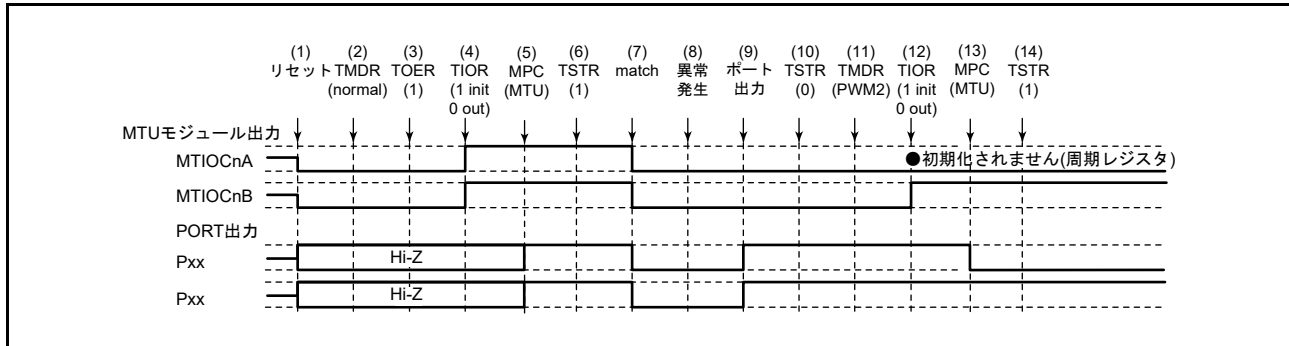 (1) (2) (3) (4) (5) (6) (7) (8) (9) (10) (11) (12) (13) (14)
リセット TMDR TOER TIOR MPC TSTR match 異常 ポート TSTR TMDR TIOR MPC TSTR
(normal) (1) (1 init (MTU) (1) 発生 出力 (0) (PWM2) (1 init (MTU) (1)
0 out) 0 out)
MTUモジュール出力
MTIOCnA ●初期化されません(周期レジスタ)
MTIOCnB
PORT出力
Pxx Hi-Z
Pxx Hi-Z